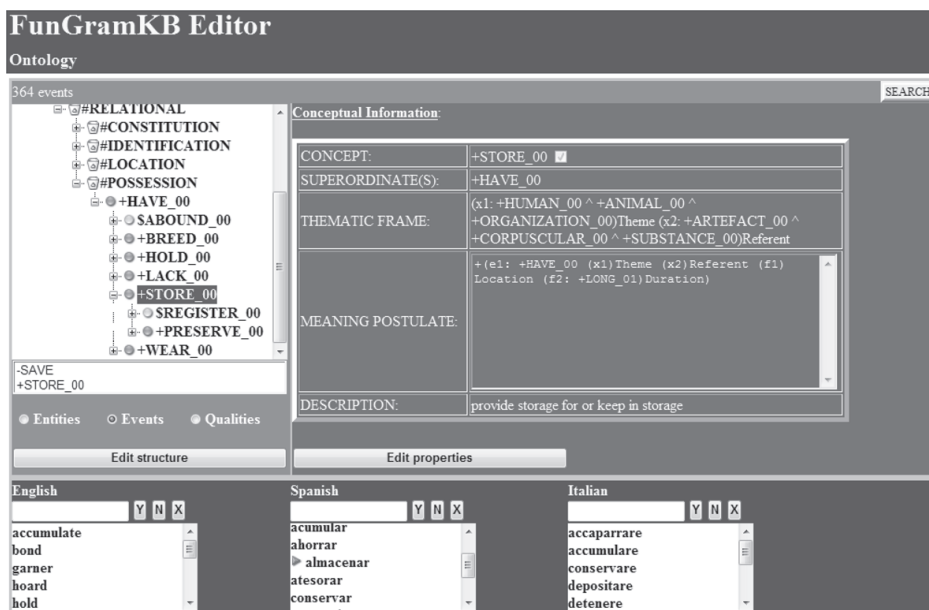 FunGramKB Editor
Ontology
364 events
SEARCH
#RELATIONAL
#CONSTITUTION
#IDENTIFICATION
#LOCATION
#POSSESSION
+HAVE_00
$ABOUND_00
+BREED_00
+HOLD_00
+LACK_00
+STORE_00
$REGISTER_00
+PRESERVE_00
+WEAR_00
-SAVE
+STORE_00
Entities Events Qualities
Edit structure
Conceptual Information:
CONCEPT: +STORE_00
SUPERORDINATE(S): +HAVE_00
THEMATIC FRAME:
(x1: +HUMAN_00 ^ +ANIMAL_00 ^
+ORGANIZATION_00)Theme (x2: +ARTEFACT_00 ^
+CORPUSCULAR_00 ^ +SUBSTANCE_00)Referent
MEANING POSTULATE:
+(e1: +HAVE_00 (x1)Theme (x2)Referent (f1)
Location (f2: +LONG_01)Duration)
DESCRIPTION: provide storage for or keep in storage
Edit properties
English
Y N X
accumulate
bond
garner
hoard
hold
Spanish
Y N X
acumular
ahorrar
almacenar
atesorar
conservar
Italian
Y N X
accaparrare
accumulare
conservare
depositare
detenere